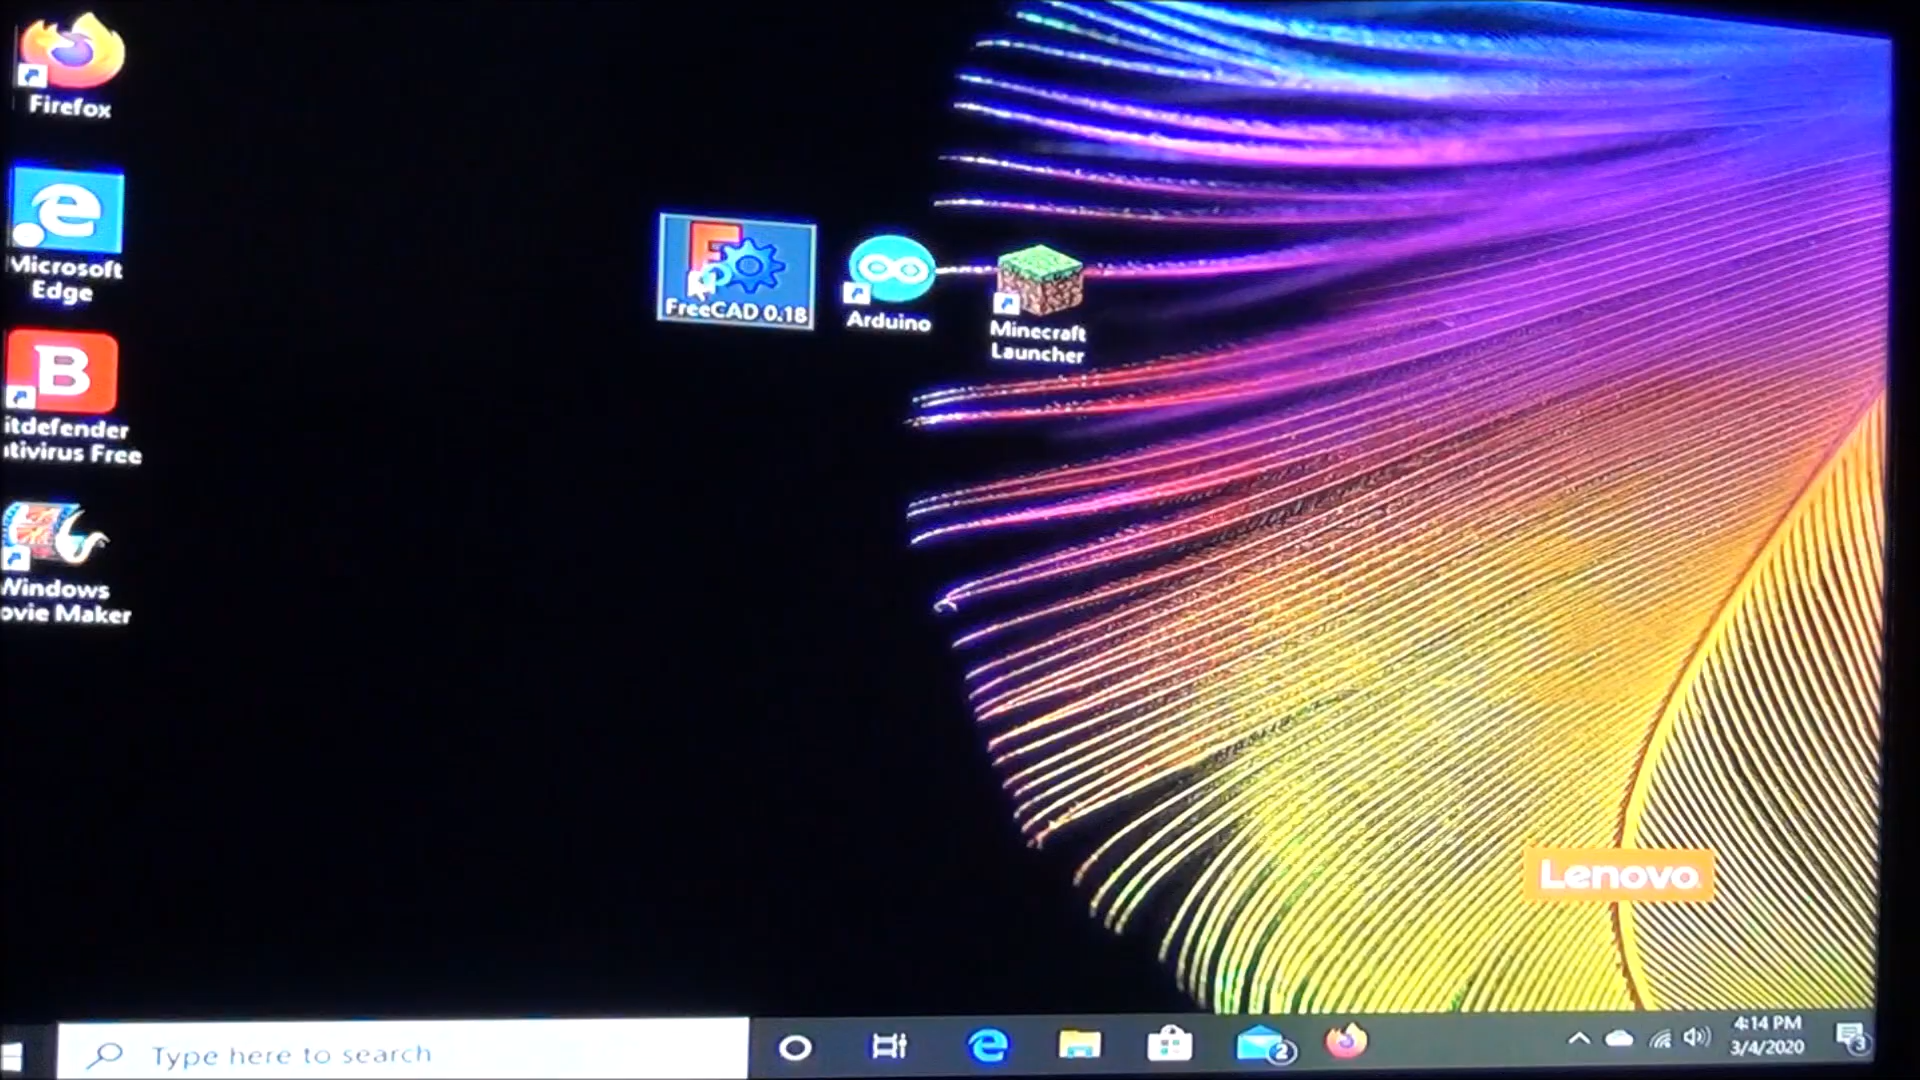 Firefox
Microsoft
Edge
itdefender
tivirus Free
Windows
ovie Maker
FreeCAD 0.18
Arduino
Minecraft
Launcher
Lenovo
Type here to search
2
4:14 PM
3/4/2020
3